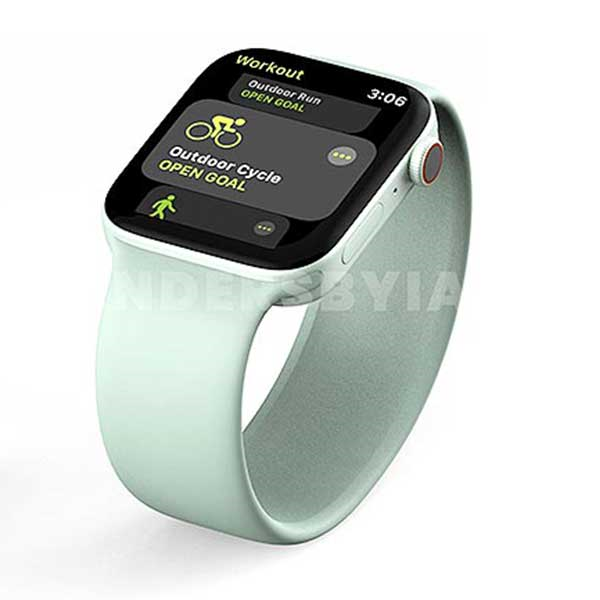 Workout
3:06
Outdoor Run
OPEN GOAL
Outdoor Cycle
OPEN GOAL
NDERSBYIA